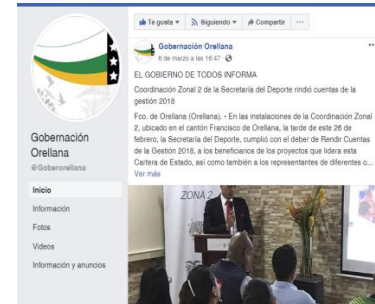 Te gusta
Siguiendo
Compartir
Gobernación Orellana
6 de marzo a las 16:47
EL GOBIERNO DE TODOS INFORMA
Coordinación Zonal 2 de la Secretaría del Deporte rindió cuentas de la
gestión 2018
Fco. de Orellana (Orellana). - En las instalaciones de la Coordinación Zonal
2, ubicado en el cantón Francisco de Orellana, la tarde de este 26 de
febrero, la Secretaría del Deporte, cumplió con el deber de Rendir Cuentas
de la Gestión 2018, a los beneficiarios de los proyectos que lidera esta
Cartera de Estado, así como también a los representantes de diferentes o...
Ver más
Gobernación
Orellana
@Goberorellana
Inicio
Información
Fotos
Videos
Información y anuncios
ZONA 2